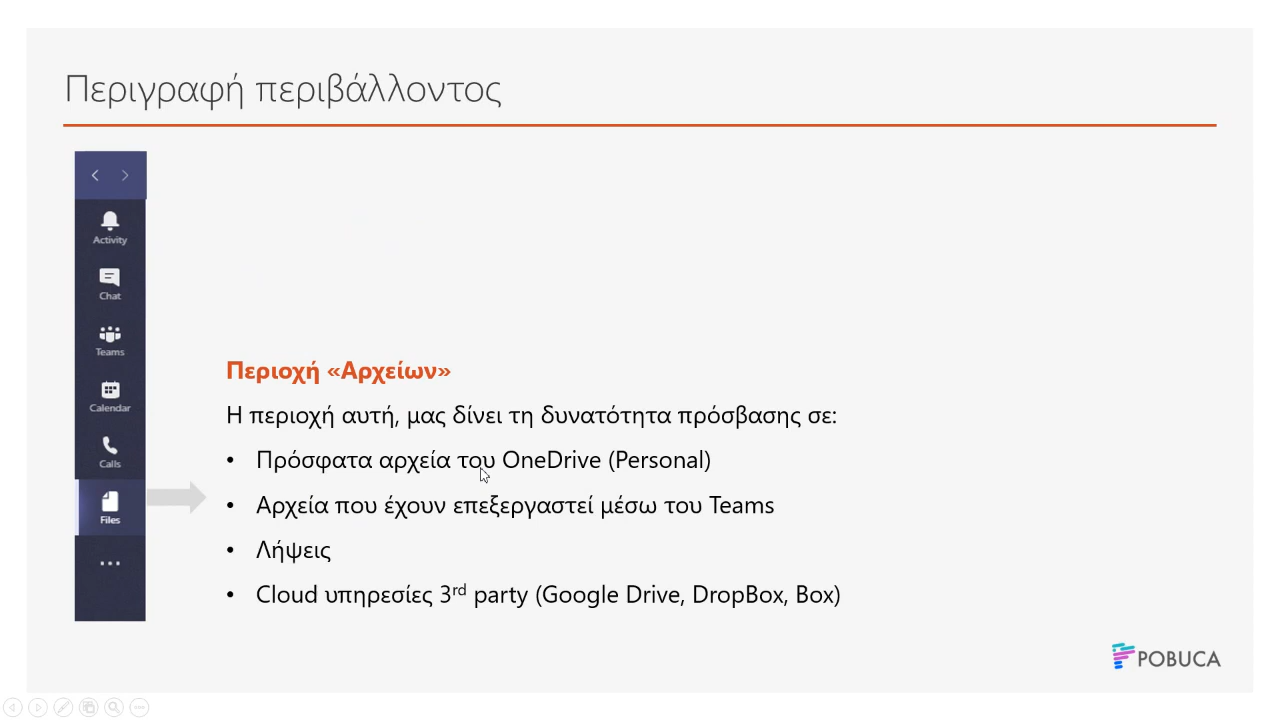 Περιγραφή περιβάλλοντος
Activity
Chat
Teams
Calendar
Calls
Files
Περιοχή «Αρχείων»
Η περιοχή αυτή, μας δίνει τη δυνατότητα πρόσβασης σε:
• Πρόσφατα αρχεία του OneDrive (Personal)
• Αρχεία που έχουν επεξεργαστεί μέσω του Teams
• Λήψεις
• Cloud υπηρεσίες 3rd party (Google Drive, DropBox, Box)
POBUCA